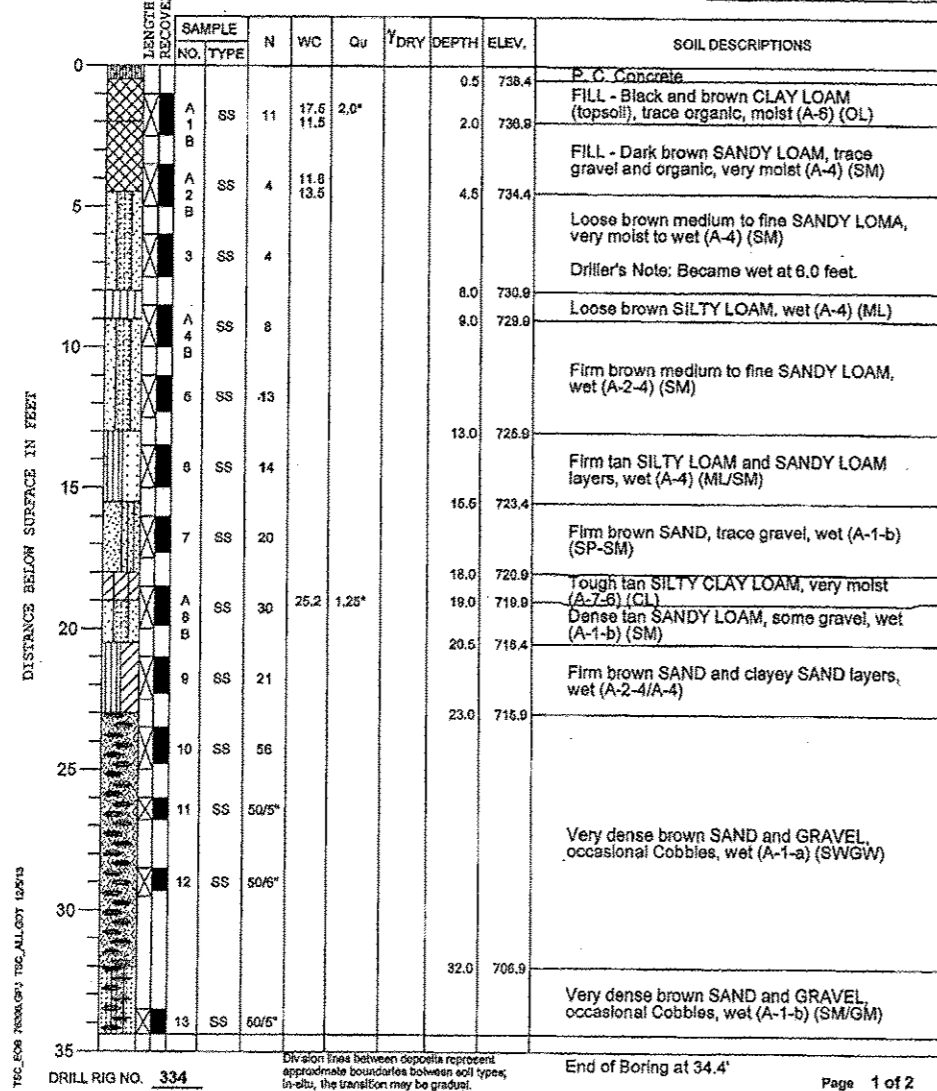 LENGTH
RECOVE
SAMPLE
NO. TYPE N WC Qu γDRY DEPTH ELEV. SOIL DESCRIPTIONS
0
0.5 738.4 P. C. Concrete
A 1 B SS 11 17.5 11.5 2.0*
FILL - Black and brown CLAY LOAM
(topsoil), trace organic, moist (A-6) (OL)
2.0 736.9
A 2 B SS 4 11.8 13.5
FILL - Dark brown SANDY LOAM, trace
gravel and organic, very moist (A-4) (SM)
4.5 734.4
5
Loose brown medium to fine SANDY LOMA,
very moist to wet (A-4) (SM)
3 SS 4
Driller's Note: Became wet at 6.0 feet.
8.0 730.9
Loose brown SILTY LOAM, wet (A-4) (ML)
9.0 729.9
A 4 B SS 8
10
Firm brown medium to fine SANDY LOAM,
wet (A-2-4) (SM)
5 SS 13
13.0 725.9
Firm tan SILTY LOAM and SANDY LOAM
layers, wet (A-4) (ML/SM)
6 SS 14
15
15.5 723.4
Firm brown SAND, trace gravel, wet (A-1-b)
(SP-SM)
7 SS 20
18.0 720.9
Tough tan SILTY CLAY LOAM, very moist
(A-7-6) (CL)
19.0 719.9
A 8 B SS 30 25.2 1.25*
Dense tan SANDY LOAM, some gravel, wet
(A-1-b) (SM)
20
20.5 718.4
Firm brown SAND and clayey SAND layers,
wet (A-2-4/A-4)
9 SS 21
23.0 715.9
10 SS 56
25
11 SS 50/5"
Very dense brown SAND and GRAVEL,
occasional Cobbles, wet (A-1-a) (SWGW)
12 SS 50/6"
30
32.0 706.9
Very dense brown SAND and GRAVEL,
occasional Cobbles, wet (A-1-b) (SM/GM)
13 SS 50/5"
35
DISTANCE BELOW SURFACE IN FEET
TSC_ALL.GDT 12/5/13
DRILL RIG NO. 334
Division lines between deposits represent
approximate boundaries between soil types;
in-situ, the transition may be gradual.
End of Boring at 34.4'
Page 1 of 2